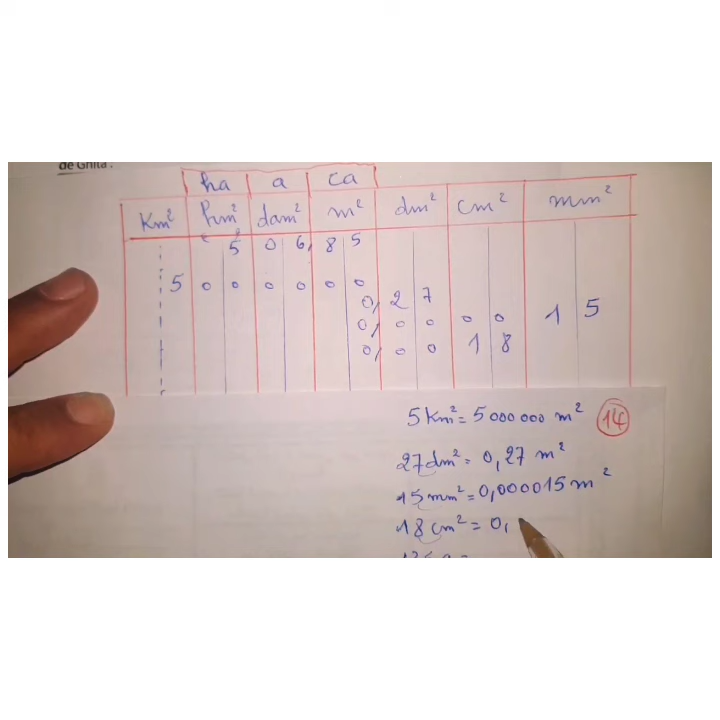 de Ghita.
ha a ca
Km² hm² dam² m² dm² cm² mm²
5 0 6, 8 5
5 0 0 0 0 0 0
0, 2 7
0, 0 0 0 0 1 5
0, 0 0 1 8
5 Km² = 5 000 000 m² 14
27 dm² = 0,27 m²
15 mm² = 0,000015 m²
18 cm² = 0,